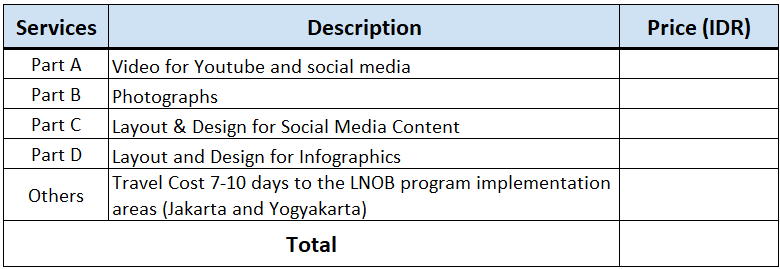 Services Description Price (IDR)
Part A Video for Youtube and social media
Part B Photographs
Part C Layout & Design for Social Media Content
Part D Layout and Design for Infographics
Others Travel Cost 7-10 days to the LNOB program implementation
areas (Jakarta and Yogyakarta)
Total